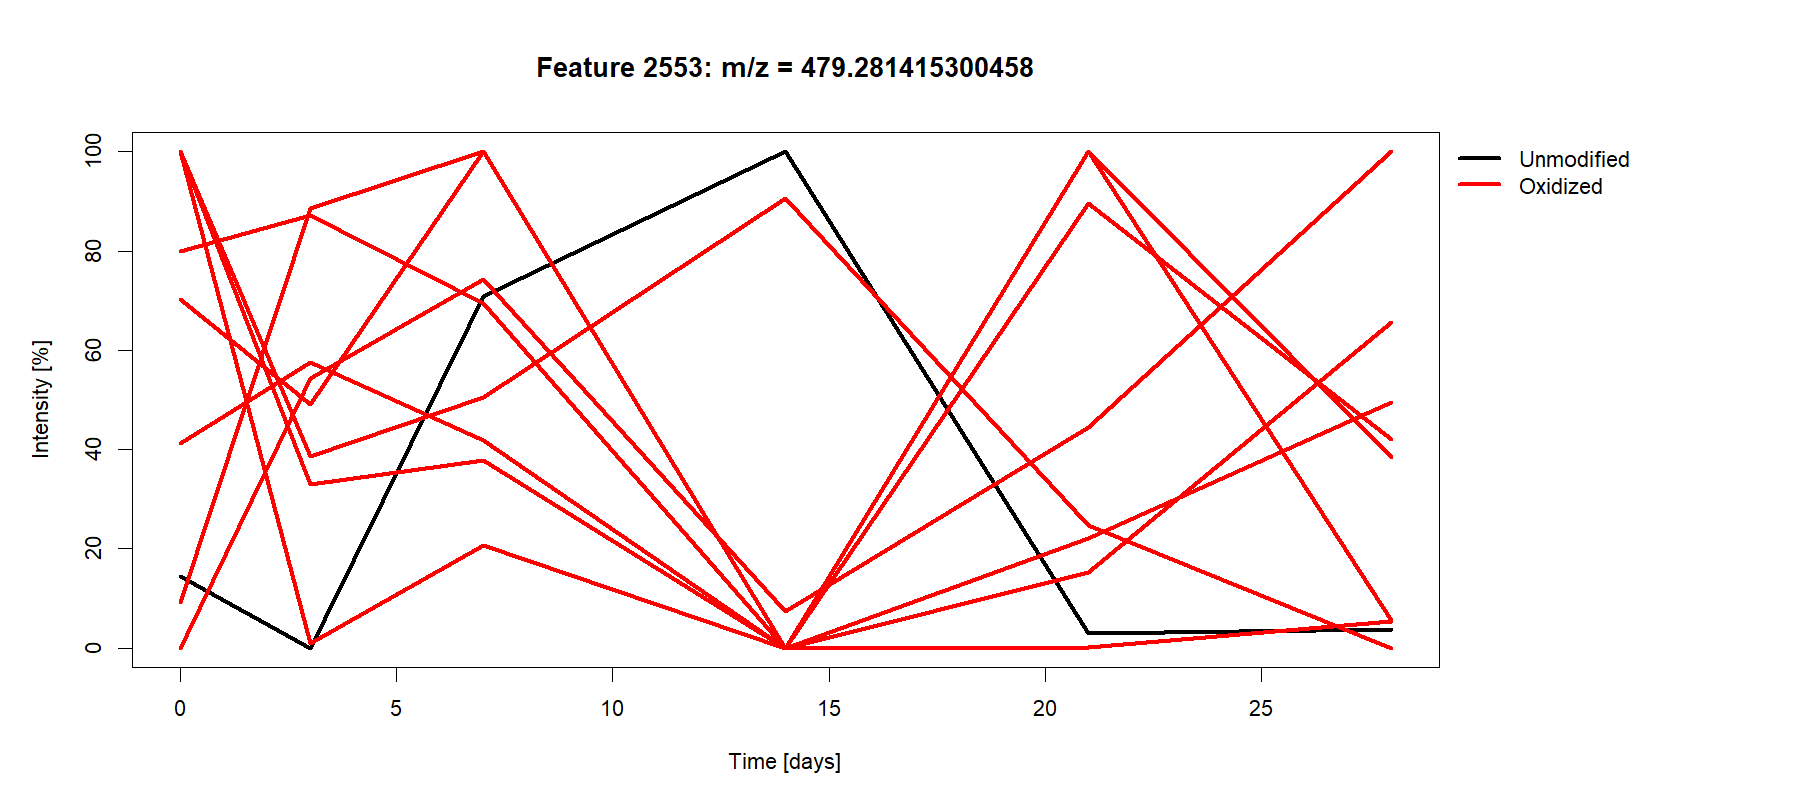 Feature 2553: m/z = 479.281415300458
Unmodified
Oxidized
Intensity [%]
100
80
60
40
20
0
0 5 10 15 20 25
Time [days]